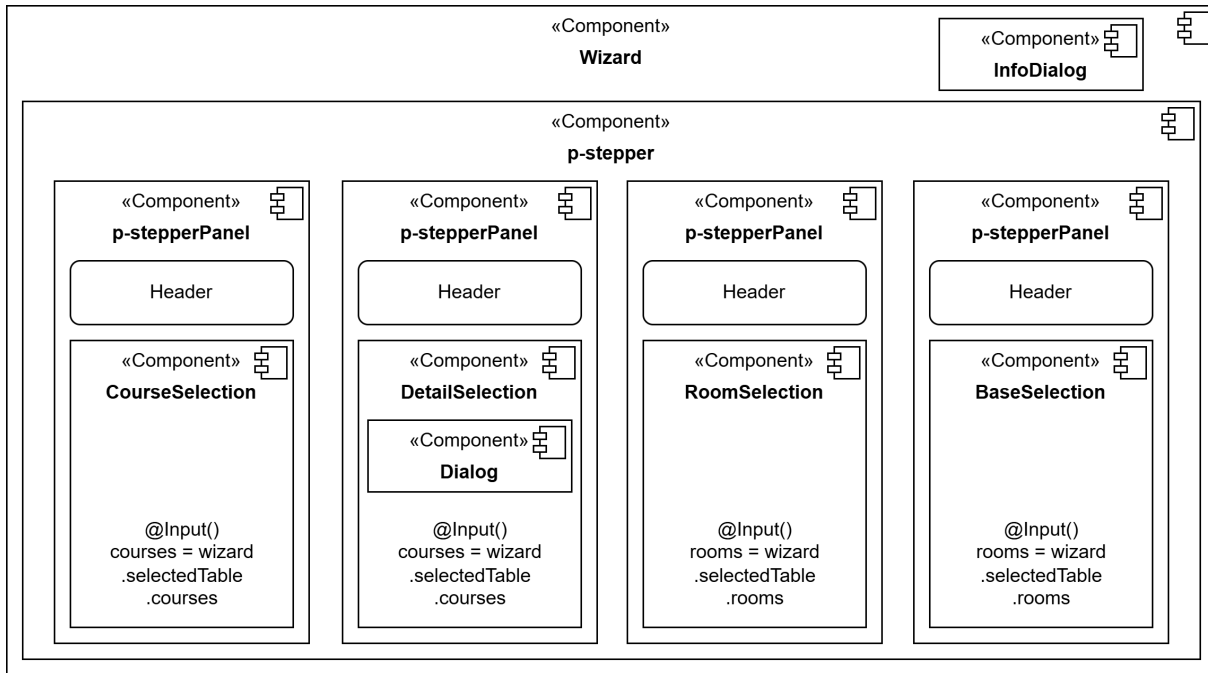 «Component»
Wizard
«Component»
InfoDialog
«Component»
p-stepper
«Component»
p-stepperPanel
Header
«Component»
CourseSelection
@Input()
courses = wizard
.selectedTable
.courses
«Component»
p-stepperPanel
Header
«Component»
DetailSelection
«Component»
Dialog
@Input()
courses = wizard
.selectedTable
.courses
«Component»
p-stepperPanel
Header
«Component»
RoomSelection
@Input()
rooms = wizard
.selectedTable
.rooms
«Component»
p-stepperPanel
Header
«Component»
BaseSelection
@Input()
rooms = wizard
.selectedTable
.rooms